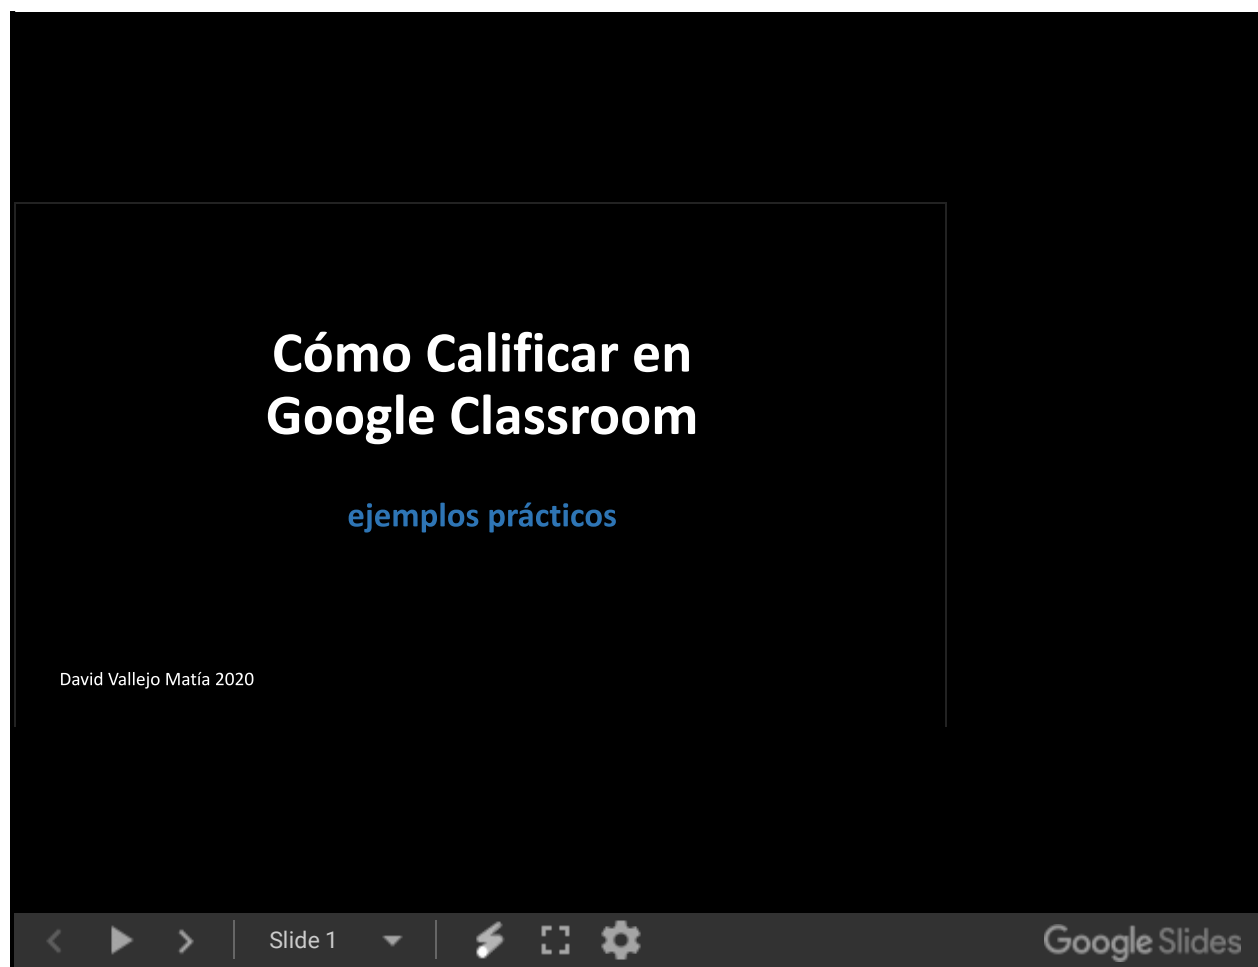 Cómo Calificar en
Google Classroom
ejemplos prácticos
David Vallejo Matía 2020
Slide 1
Google Slides